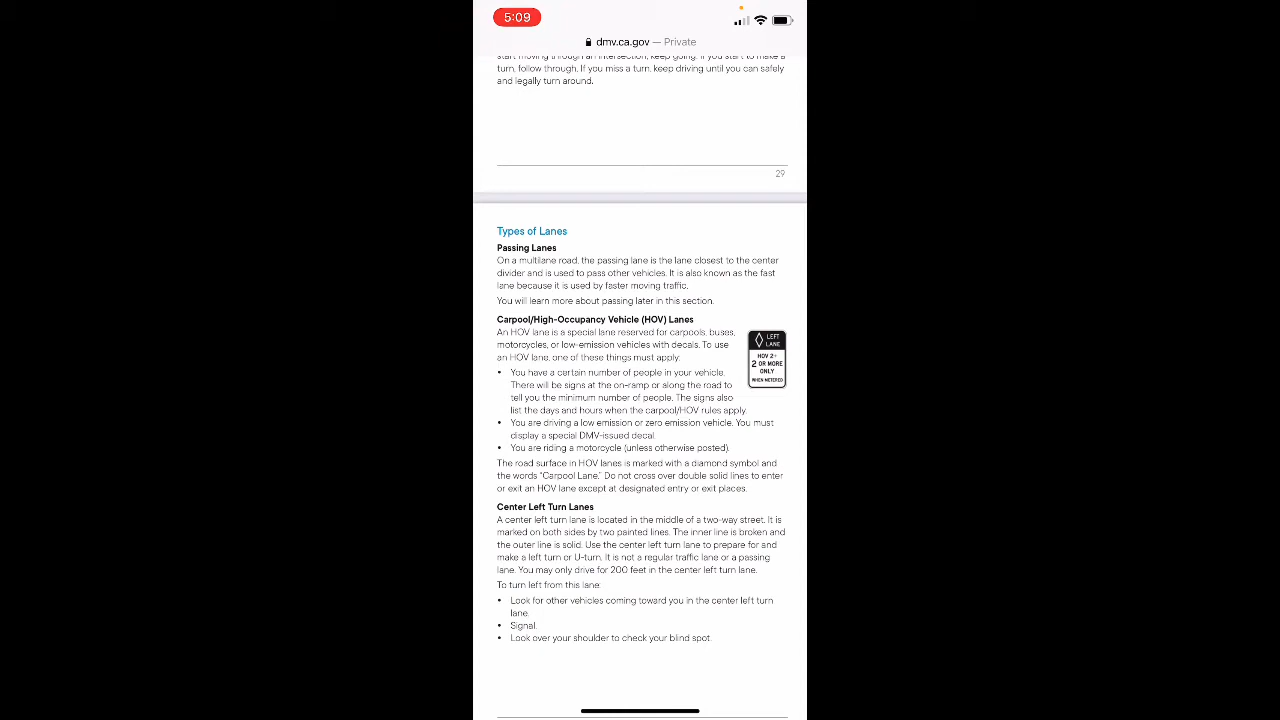 5:09
dmv.ca.gov — Private
start moving through an intersection, keep going. If you start to make a
turn, follow through. If you miss a turn, keep driving until you can safely
and legally turn around.
29
Types of Lanes
Passing Lanes
On a multilane road, the passing lane is the lane closest to the center
divider and is used to pass other vehicles. It is also known as the fast
lane because it is used by faster moving traffic.
You will learn more about passing later in this section.
Carpool/High-Occupancy Vehicle (HOV) Lanes
An HOV lane is a special lane reserved for carpools, buses,
motorcycles, or low-emission vehicles with decals. To use
an HOV lane, one of these things must apply:
LEFT
LANE
HOV 2+
2 OR MORE
ONLY
WHEN METERED
• You have a certain number of people in your vehicle.
There will be signs at the on-ramp or along the road to
tell you the minimum number of people. The signs also
list the days and hours when the carpool/HOV rules apply.
• You are driving a low emission or zero emission vehicle. You must
display a special DMV-issued decal.
• You are riding a motorcycle (unless otherwise posted).
The road surface in HOV lanes is marked with a diamond symbol and
the words “Carpool Lane.” Do not cross over double solid lines to enter
or exit an HOV lane except at designated entry or exit places.
Center Left Turn Lanes
A center left turn lane is located in the middle of a two-way street. It is
marked on both sides by two painted lines. The inner line is broken and
the outer line is solid. Use the center left turn lane to prepare for and
make a left turn or U-turn. It is not a regular traffic lane or a passing
lane. You may only drive for 200 feet in the center left turn lane.
To turn left from this lane:
• Look for other vehicles coming toward you in the center left turn
lane.
• Signal.
• Look over your shoulder to check your blind spot.